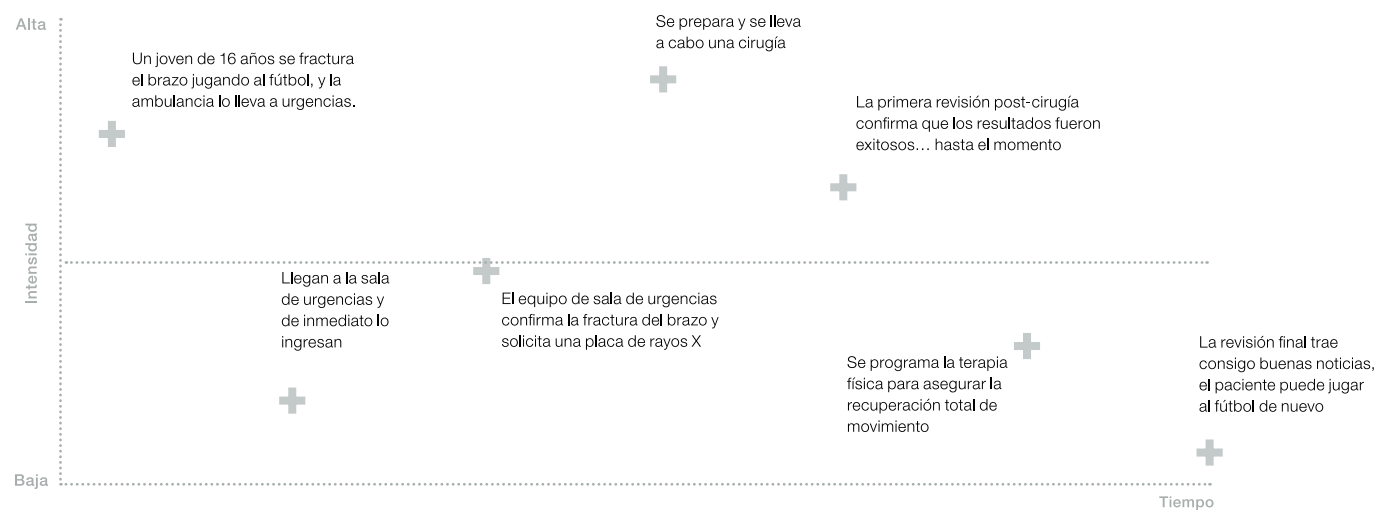 Alta
Un joven de 16 años se fractura
el brazo jugando al fútbol, y la
ambulancia lo lleva a urgencias.
Se prepara y se lleva
a cabo una cirugía
La primera revisión post-cirugía
confirma que los resultados fueron
exitosos... hasta el momento
Intensidad
Llegan a la sala
de urgencias y
de inmediato lo
ingresan
El equipo de sala de urgencias
confirma la fractura del brazo y
solicita una placa de rayos X
Se programa la terapia
física para asegurar la
recuperación total de
movimiento
La revisión final trae
consigo buenas noticias,
el paciente puede jugar
al fútbol de nuevo
Baja
Tiempo